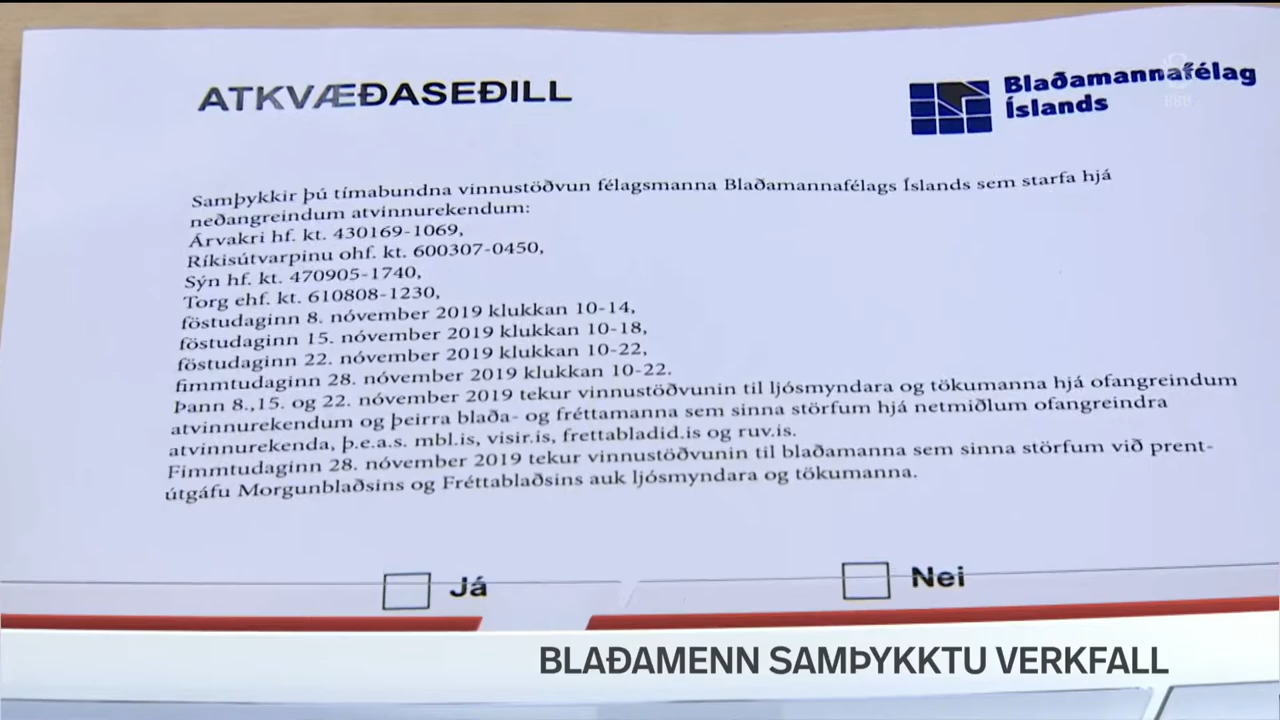 ATKVÆÐASEÐILL
Blaðamannafélag
Íslands
Samþykkir þú tímabundna vinnustöðvun félagsmanna Blaðamannafélags Íslands sem starfa hjá
neðangreindum atvinnurekendum:
Árvakri hf. kt. 430169-1069,
Ríkisútvarpinu ohf. kt. 600307-0450,
Sýn hf. kt. 470905-1740,
Torg ehf. kt. 610808-1230,
föstudaginn 8. nóvember 2019 klukkan 10-14,
föstudaginn 15. nóvember 2019 klukkan 10-18,
föstudaginn 22. nóvember 2019 klukkan 10-22,
fimmtudaginn 28. nóvember 2019 klukkan 10-22.
Þann 8.,15. og 22. nóvember 2019 tekur vinnustöðvunin til ljósmyndara og tökumanna hjá ofangreindum
atvinnurekendum og þeirra blaða- og fréttamanna sem sinna störfum hjá netmiðlum ofangreindra
atvinnurekenda, þ.e.a.s. mbl.is, visir.is, frettabladid.is og ruv.is.
Fimmtudaginn 28. nóvember 2019 tekur vinnustöðvunin til blaðamanna sem sinna störfum við prent-
útgáfu Morgunblaðsins og Fréttablaðsins auk ljósmyndara og tökumanna.
Já
Nei
BLAÐAMENN SAMÞYKKTU VERKFALL